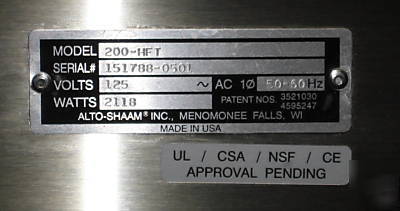 MODEL 200-HFT
SERIAL# 151788-0501
VOLTS 125 ~ AC 1Ø 50-60 Hz
WATTS 2118 PATENT NOS. 3521030
4595247
ALTO-SHAAM® INC., MENOMONEE FALLS, WI
MADE IN USA
UL / CSA / NSF / CE
APPROVAL PENDING